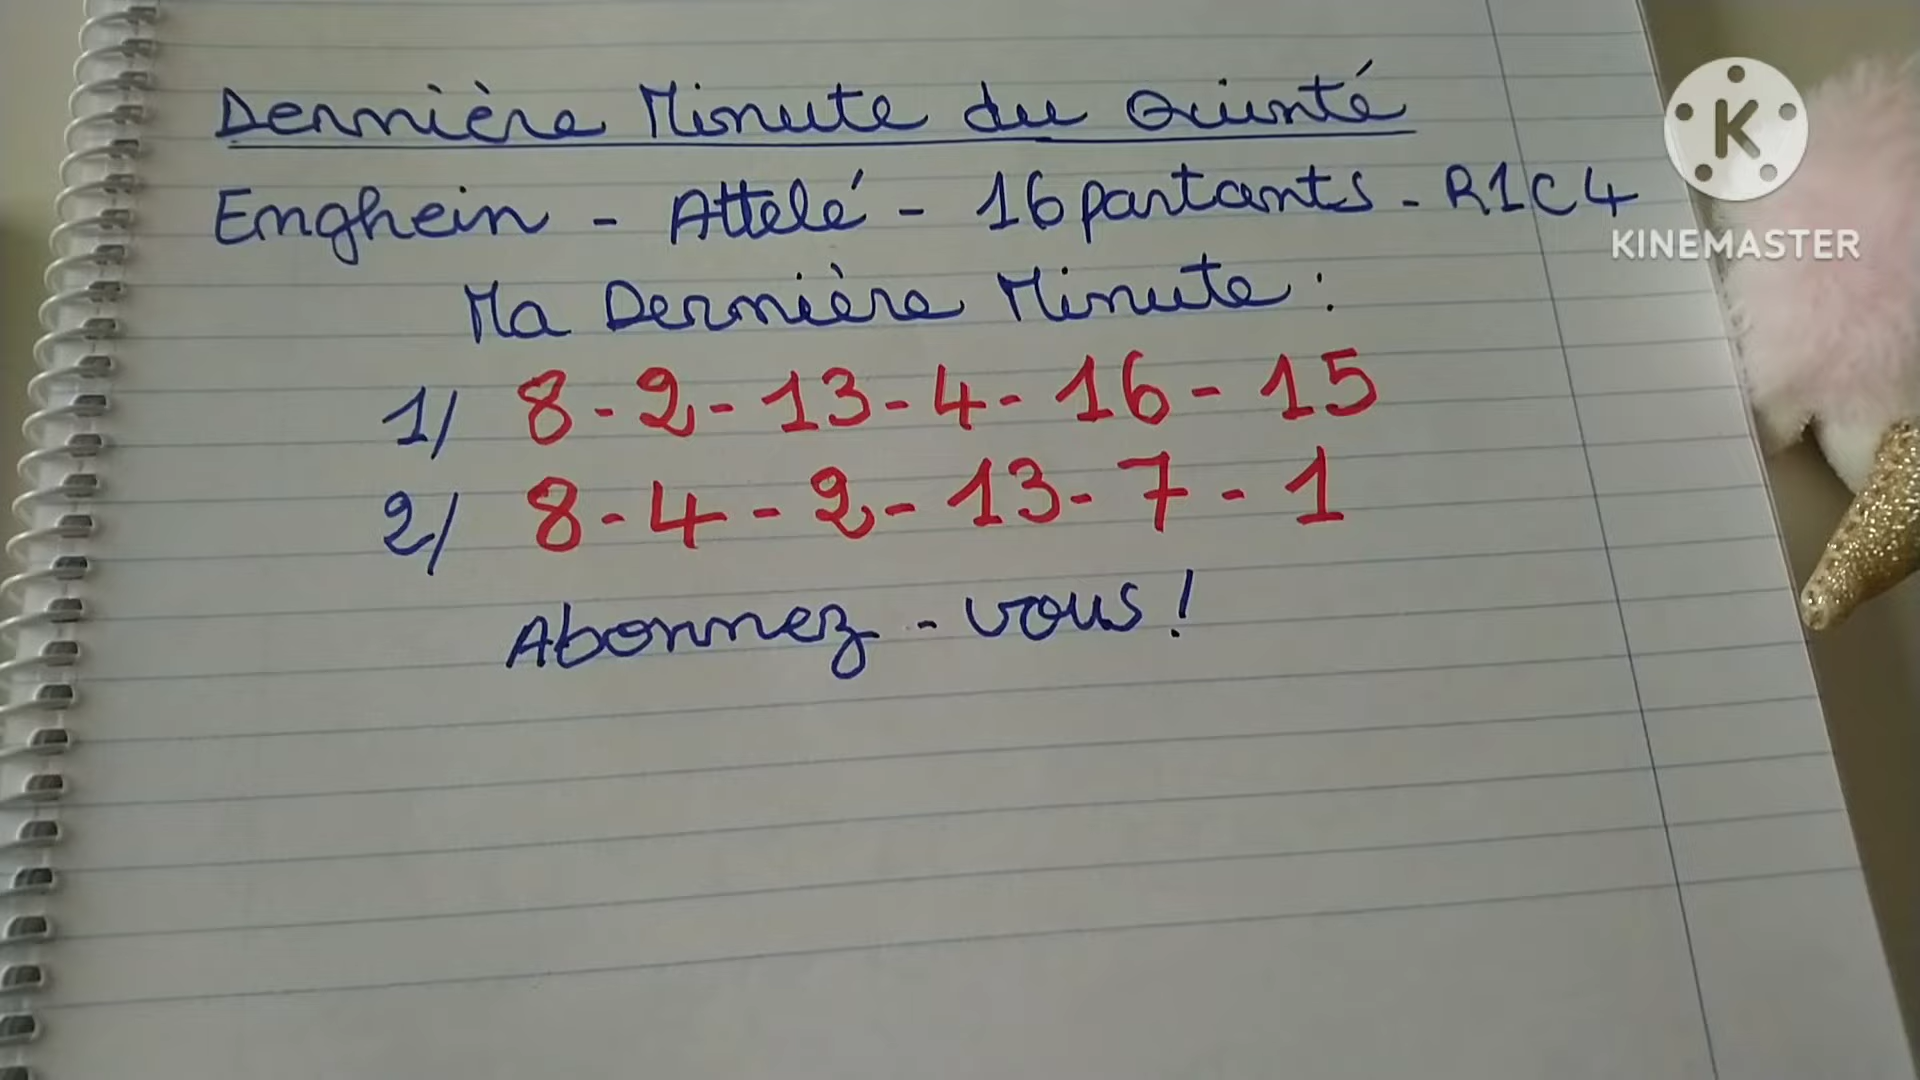 Dernière Minute du Quinté
Enghein - Attelé - 16 partants - R1C4
Ma Dernière Minute :
1/ 8 - 2 - 13 - 4 - 16 - 15
2/ 8 - 4 - 2 - 13 - 7 - 1
Abonnez - vous !
K
KINEMASTER